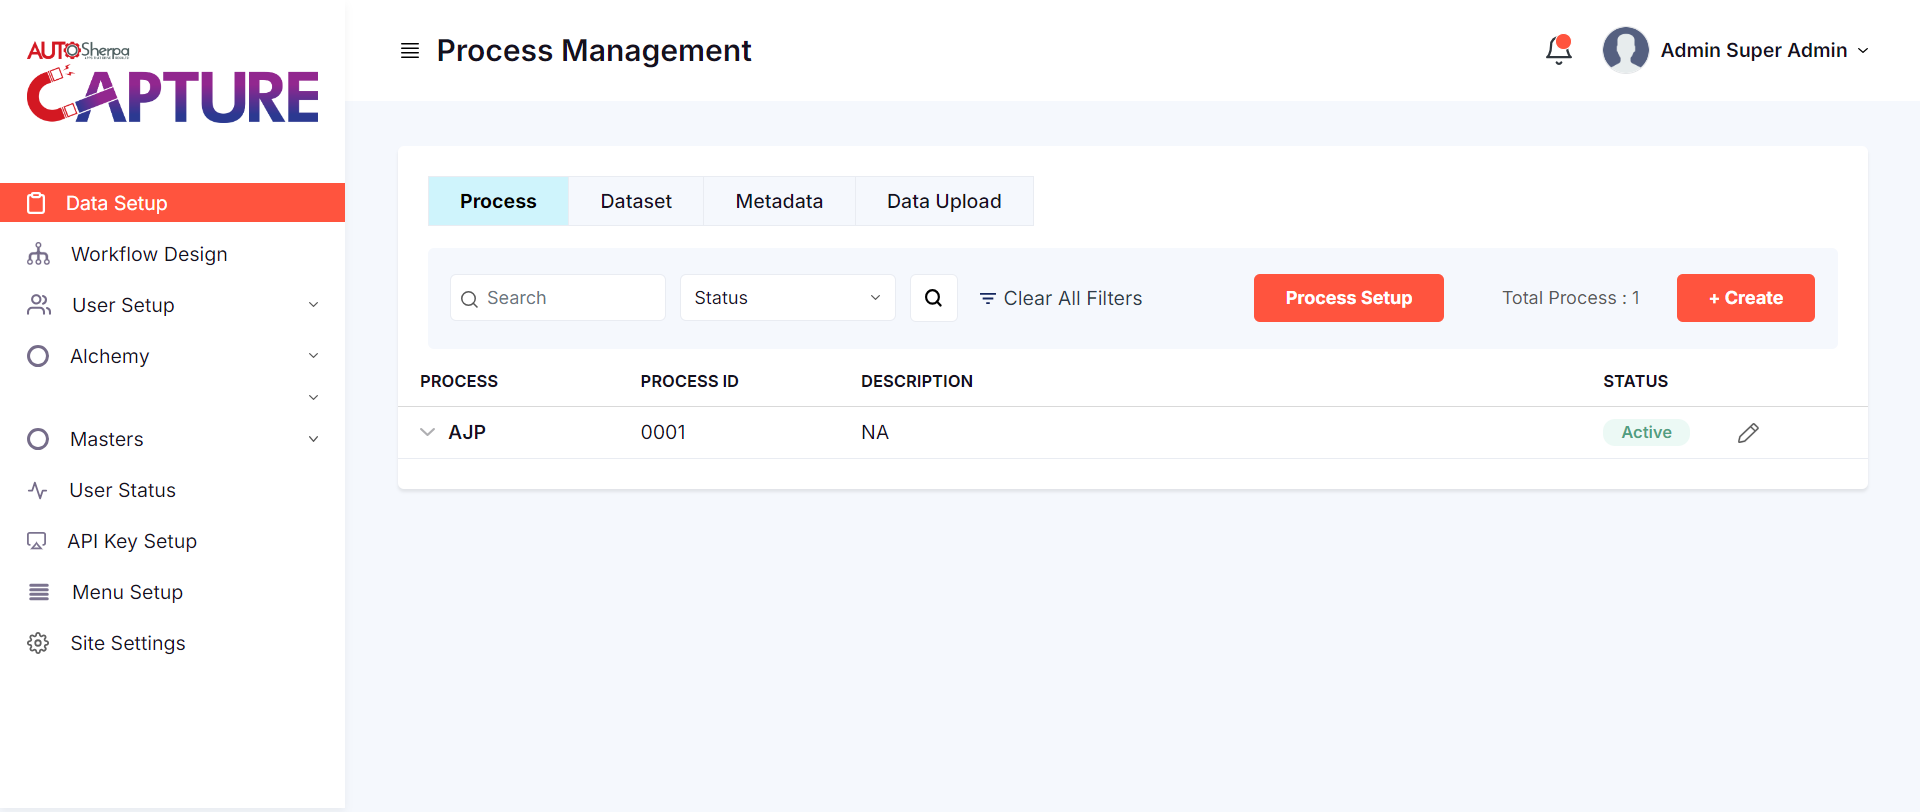 AUTOSherpa
CAPTURE
Data Setup
Workflow Design
User Setup
Alchemy
Masters
User Status
API Key Setup
Menu Setup
Site Settings
Process Management
Admin Super Admin
Process Dataset Metadata Data Upload
Search Status Clear All Filters Process Setup Total Process : 1 + Create
PROCESS PROCESS ID DESCRIPTION STATUS
AJP 0001 NA Active